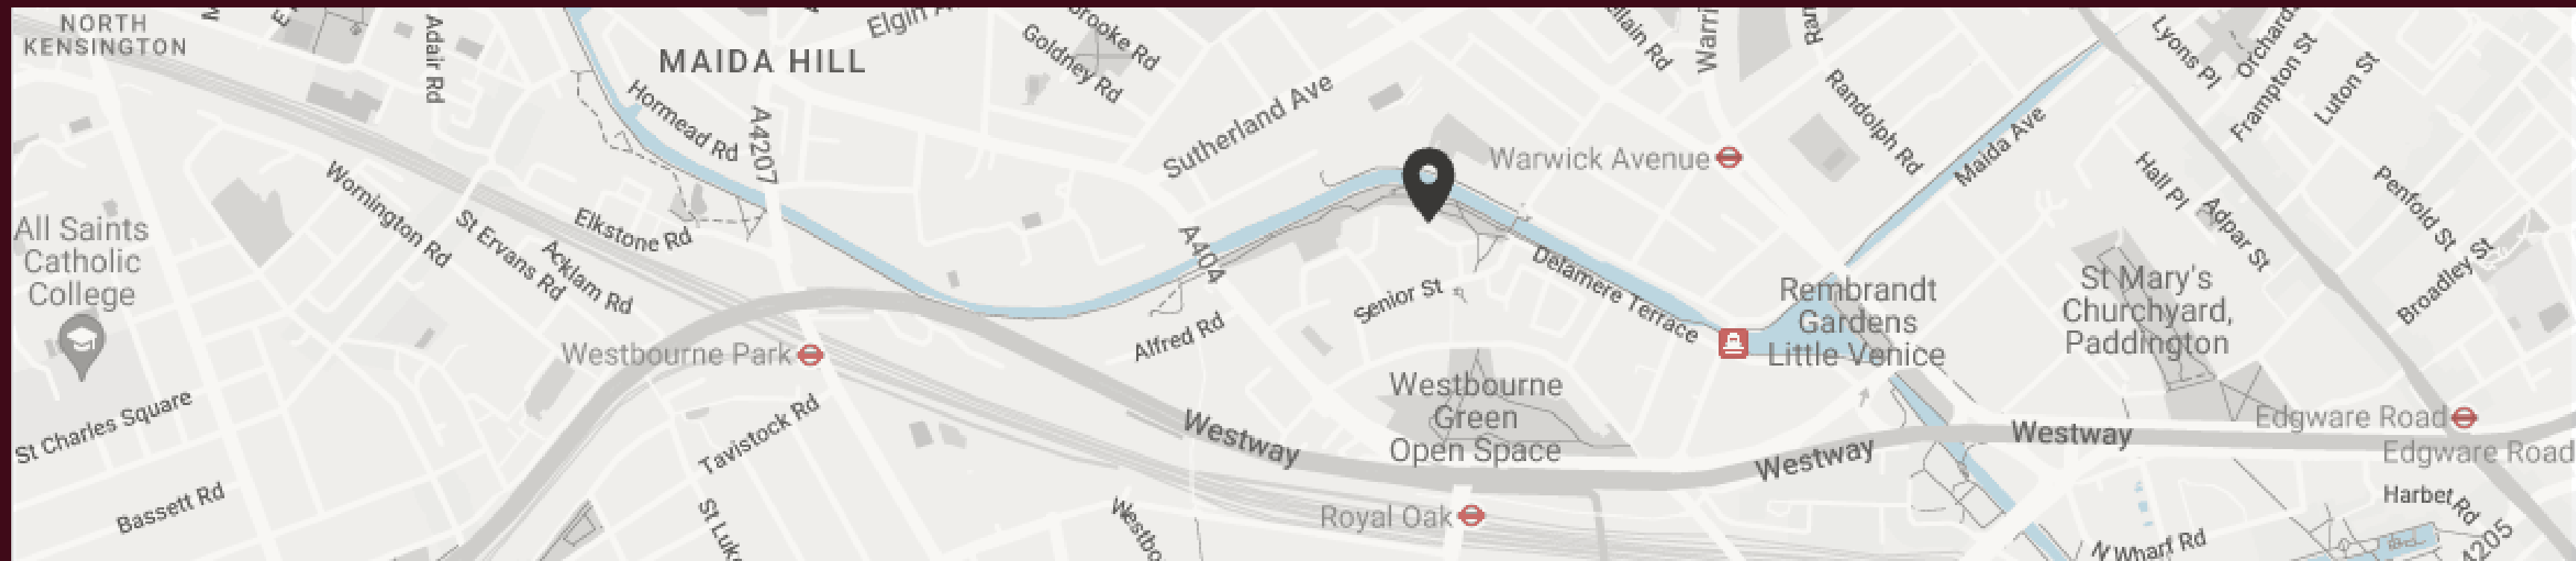 NORTH
KENSINGTON
Adair Rd
MAIDA HILL
Elgin
Goldney Rd
Hormead Rd
A4207
Sutherland Ave
Warwick Avenue
Randolph Rd
Maida Ave
Lyons Pl
Frampton St
Luton St
Hall Pl
Adpar St
Penfold St
Broadley St
Wornington Rd
St Ervans Rd
Acklam Rd
Elkstone Rd
All Saints
Catholic
College
A404
Senior St
Delamere Terrace
Rembrandt
Gardens
Little Venice
St Mary's
Churchyard,
Paddington
Alfred Rd
Westbourne Park
Westbourne
Green
Open Space
St Charles Square
Tavistock Rd
Westway
Westway
Westway
Edgware Road
Edgware Road
Bassett Rd
Royal Oak
Harbet Rd
N Wharf Rd
4205